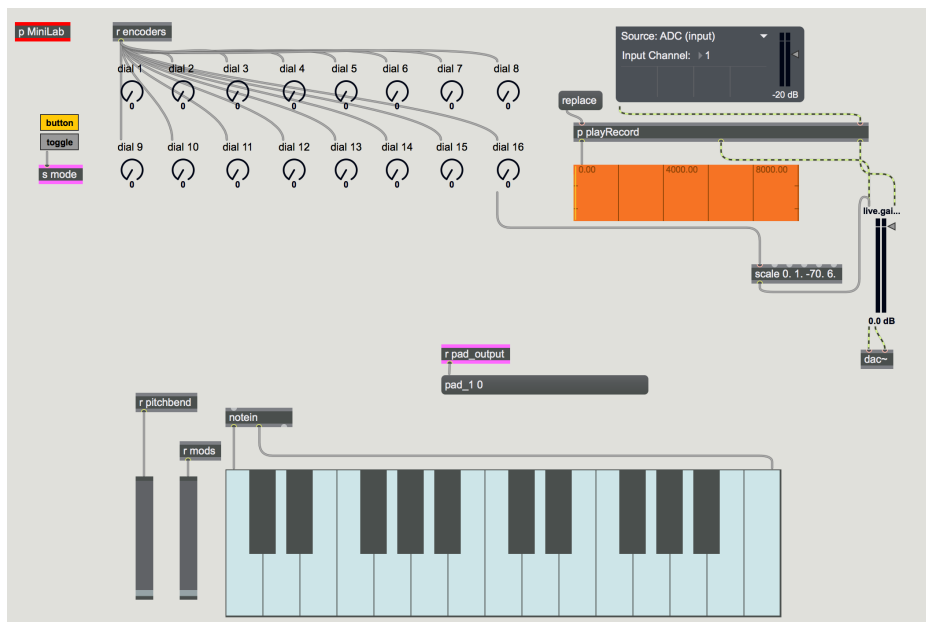 p MiniLab
r encoders
dial 1 dial 2 dial 3 dial 4 dial 5 dial 6 dial 7 dial 8
0 0 0 0 0 0 0 0
button
toggle
s mode
dial 9 dial 10 dial 11 dial 12 dial 13 dial 14 dial 15 dial 16
0 0 0 0 0 0 0 0
Source: ADC (input)
Input Channel: 1
-20 dB
replace
p playRecord
0.00 4000.00 8000.00
live.gai...
scale 0. 1. -70. 6.
0.0 dB
dac~
r pad_output
pad_1 0
r pitchbend
notein
r mods